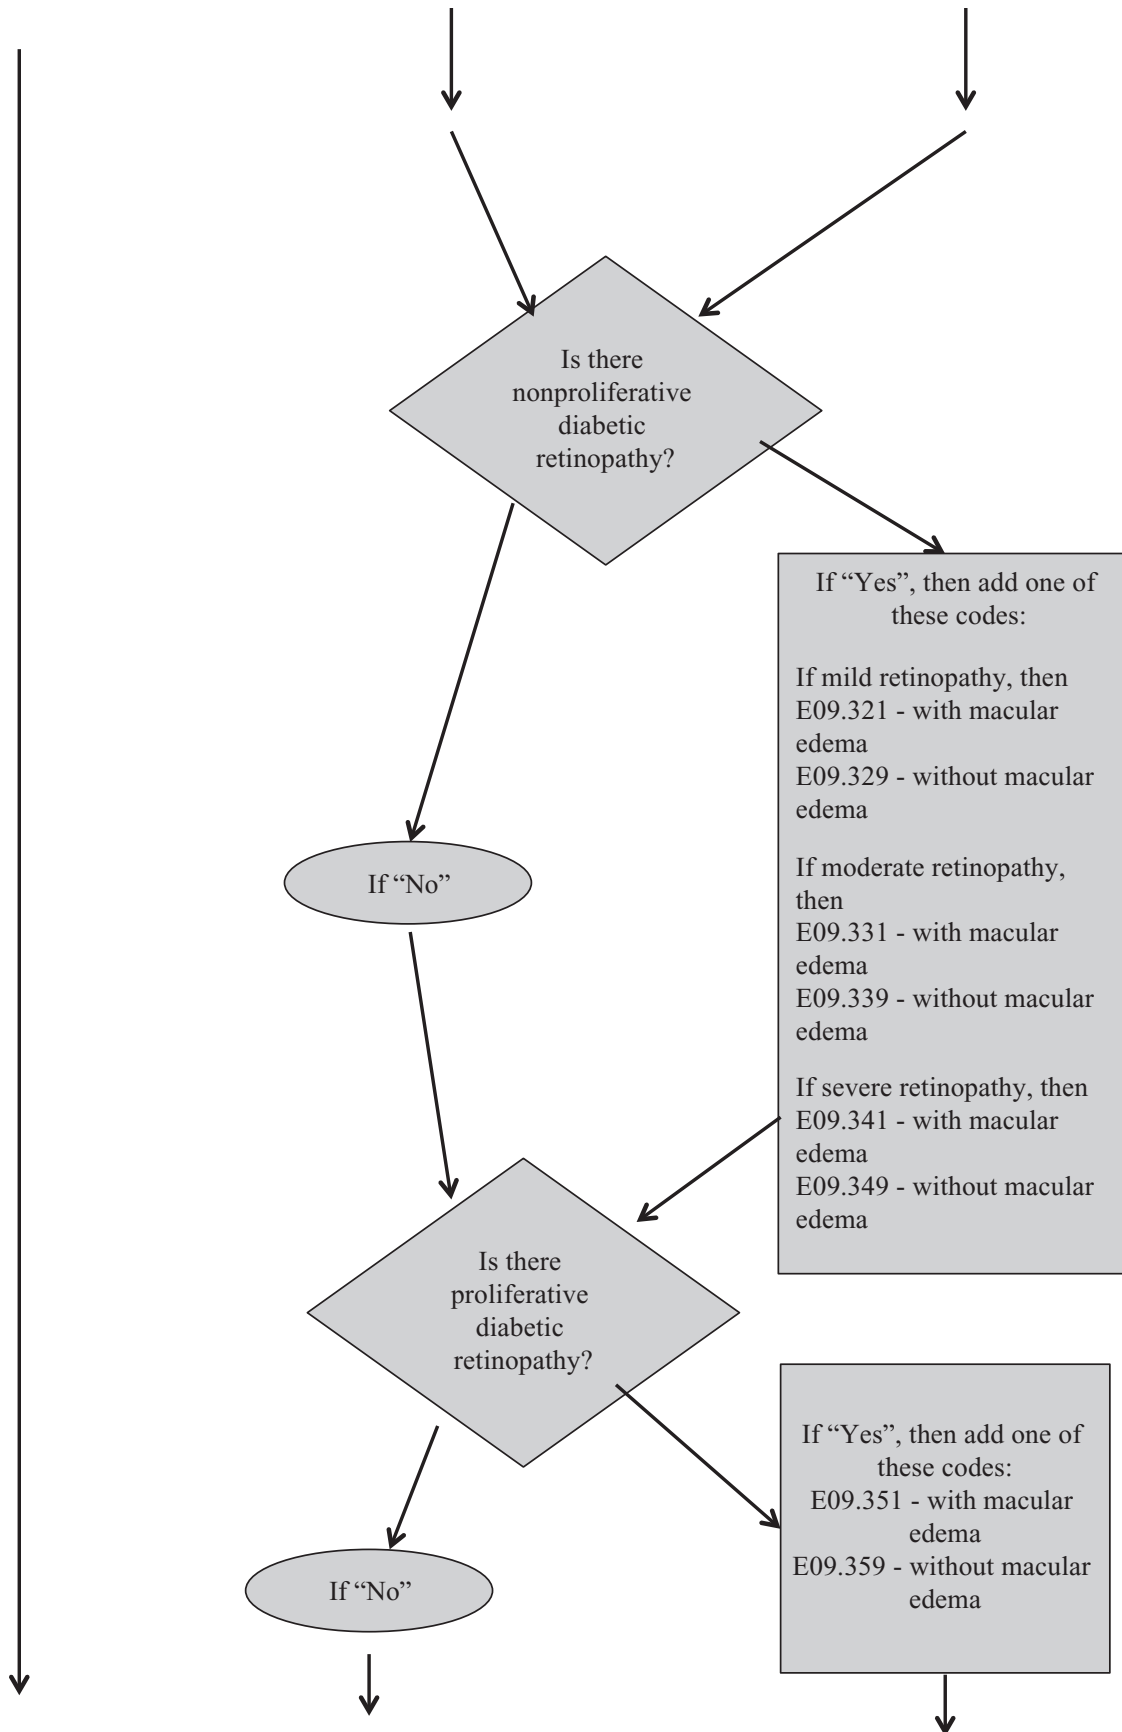 Is there
nonproliferative
diabetic
retinopathy?
If “Yes”, then add one of
these codes:
If mild retinopathy, then
E09.321 - with macular
edema
E09.329 - without macular
edema
If moderate retinopathy,
then
E09.331 - with macular
edema
E09.339 - without macular
edema
If severe retinopathy, then
E09.341 - with macular
edema
E09.349 - without macular
edema
If “No”
Is there
proliferative
diabetic
retinopathy?
If “Yes”, then add one of
these codes:
E09.351 - with macular
edema
E09.359 - without macular
edema
If “No”